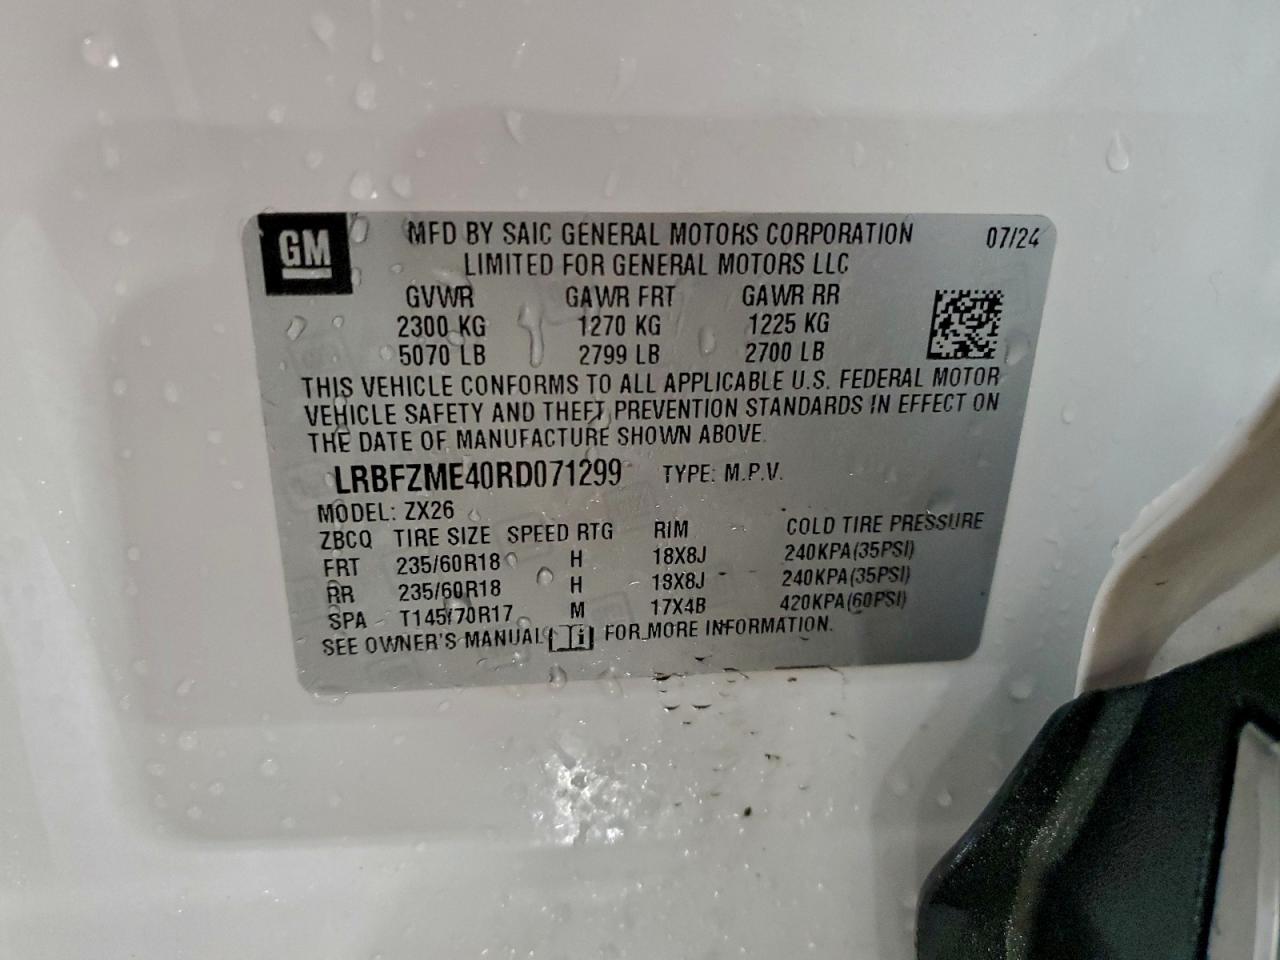 GM
MFD BY SAIC GENERAL MOTORS CORPORATION 07/24
LIMITED FOR GENERAL MOTORS LLC
GVWR GAWR FRT GAWR RR
2300 KG 1270 KG 1225 KG
5070 LB 2799 LB 2700 LB
THIS VEHICLE CONFORMS TO ALL APPLICABLE U.S. FEDERAL MOTOR
VEHICLE SAFETY AND THEFT PREVENTION STANDARDS IN EFFECT ON
THE DATE OF MANUFACTURE SHOWN ABOVE.
LRBFZME40RD071299 TYPE: M.P.V.
MODEL: ZX26
ZBCQ TIRE SIZE SPEED RTG RIM COLD TIRE PRESSURE
FRT 235/60R18 H 18X8J 240KPA(35PSI)
RR 235/60R18 H 18X8J 240KPA(35PSI)
SPA T145/70R17 M 17X4B 420KPA(60PSI)
SEE OWNER'S MANUAL FOR MORE INFORMATION.